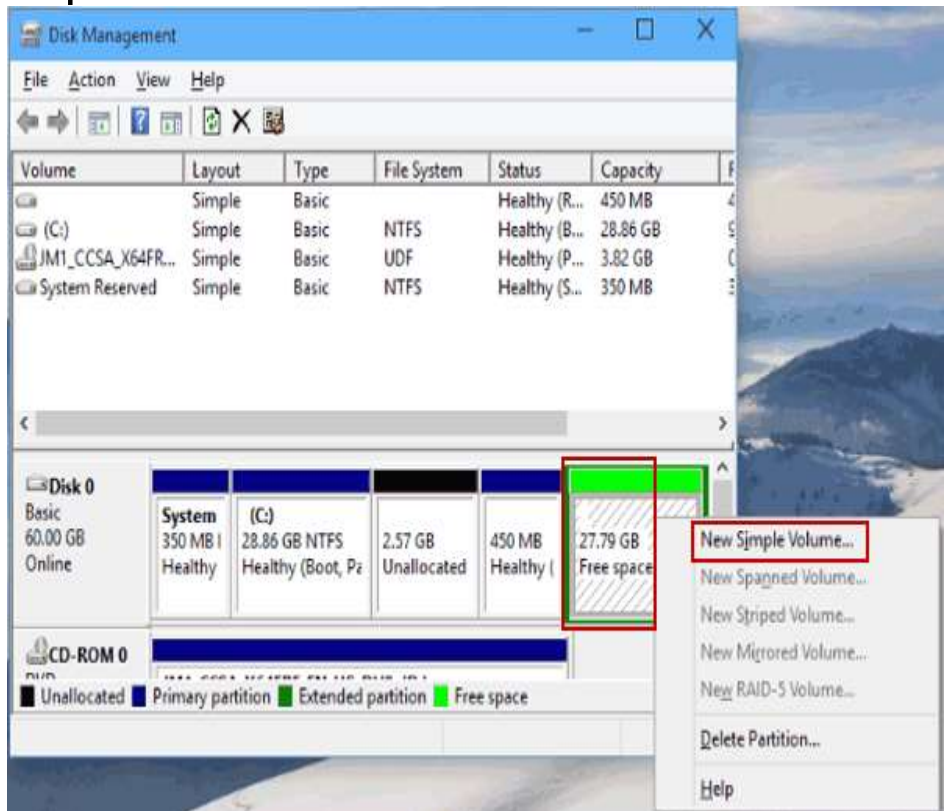 Disk Management
File Action View Help
Volume Layout Type File System Status Capacity
Simple Basic Healthy (R... 450 MB
(C:) Simple Basic NTFS Healthy (B... 28.86 GB
JM1_CCSA_X64FR... Simple Basic UDF Healthy (P... 3.82 GB
System Reserved Simple Basic NTFS Healthy (S... 350 MB
Disk 0
Basic
60.00 GB
Online
System
350 MB
Healthy
(C:)
28.86 GB NTFS
Healthy (Boot, Pa
2.57 GB
Unallocated
450 MB
Healthy (
27.79 GB
Free space
CD-ROM 0
Unallocated Primary partition Extended partition Free space
New Simple Volume...
New Spanned Volume...
New Striped Volume...
New Mirrored Volume...
New RAID-5 Volume...
Delete Partition...
Help